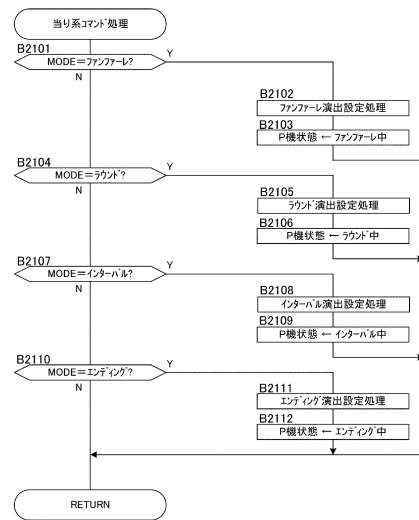 当り系ｺﾏﾝﾄﾞ処理
B2101
MODE＝ﾌｧﾝﾌｧｰﾚ?
Y
N
B2102
ﾌｧﾝﾌｧｰﾚ演出設定処理
B2103
P機状態 ← ﾌｧﾝﾌｧｰﾚ中
B2104
MODE＝ﾗｳﾝﾄﾞ?
Y
N
B2105
ﾗｳﾝﾄﾞ演出設定処理
B2106
P機状態 ← ﾗｳﾝﾄﾞ中
B2107
MODE＝ｲﾝﾀｰﾊﾞﾙ?
Y
N
B2108
ｲﾝﾀｰﾊﾞﾙ演出設定処理
B2109
P機状態 ← ｲﾝﾀｰﾊﾞﾙ中
B2110
MODE＝ｴﾝﾃﾞｨﾝｸﾞ?
Y
N
B2111
ｴﾝﾃﾞｨﾝｸﾞ演出設定処理
B2112
P機状態 ← ｴﾝﾃﾞｨﾝｸﾞ中
RETURN